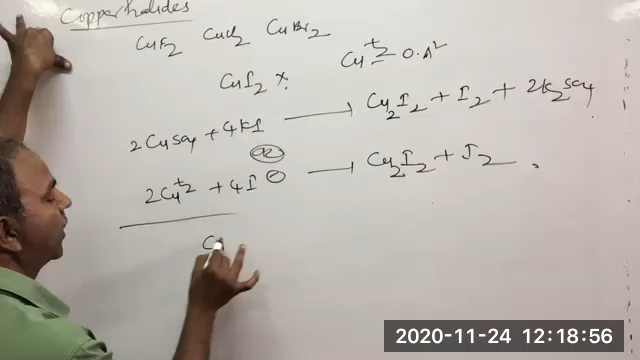 Copper halides
CuF2 CuCl2 CuBr2
Cu+2 0.A°
CuI2 ×.
2CuSO4 + 4KI → Cu2I2 + I2 + 2K2SO4
(or)
2Cu+2 + 4I⊖ → Cu2I2 + I2
Cu
2020-11-24 12:18:56